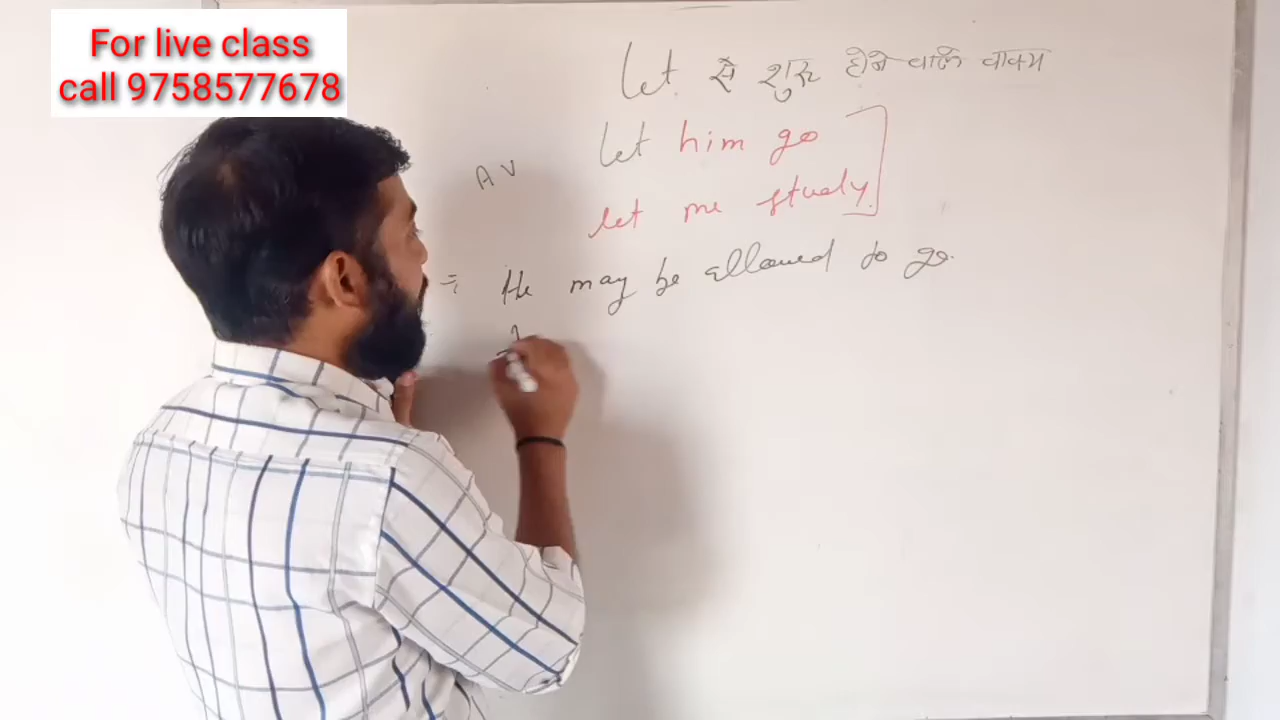 For live class
call 9758577678
let से शुरू होने वाले वाक्य
A V
let him go
let me study.
= He may be allowed to go.
I